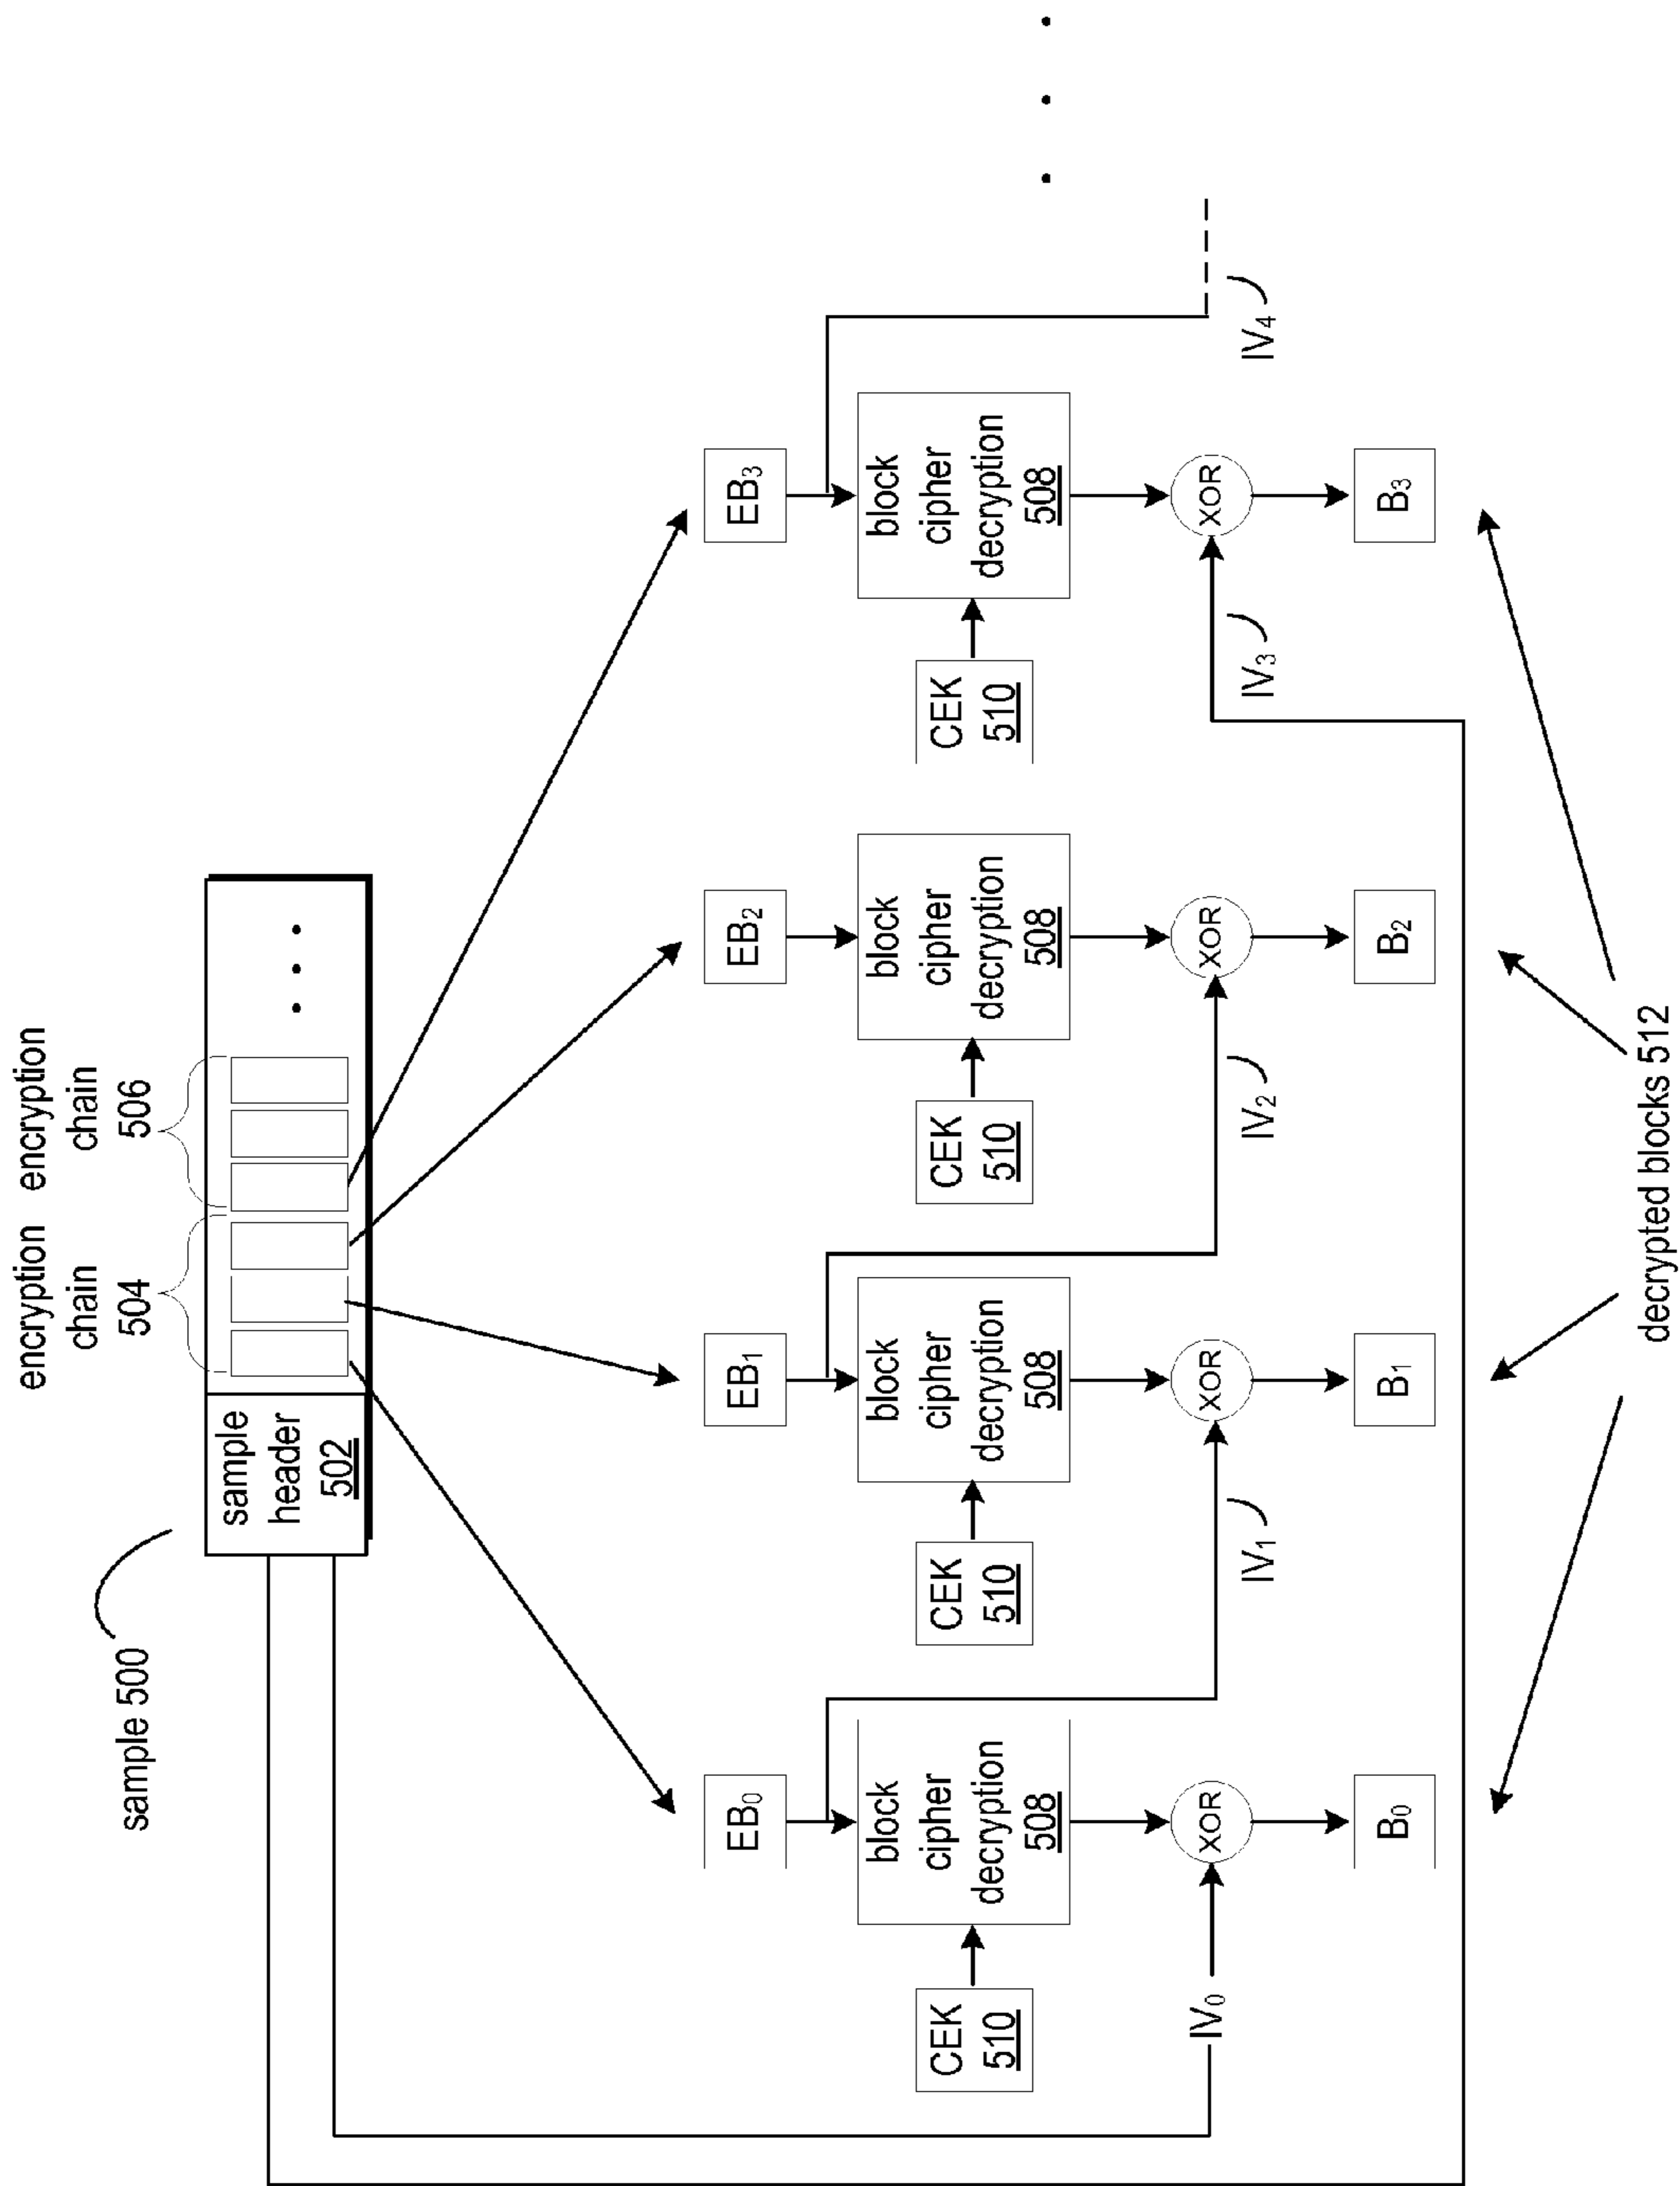 sample 500
encryption
chain
504
encryption
chain
506
sample
header
502
EB₀
EB₁
EB₂
EB₃
CEK
510
block
cipher
decryption
508
CEK
510
block
cipher
decryption
508
CEK
510
block
cipher
decryption
508
CEK
510
block
cipher
decryption
508
IV₀
XOR
IV₁
XOR
IV₂
XOR
IV₃
XOR
IV₄
B₀
B₁
B₂
B₃
decrypted blocks 512